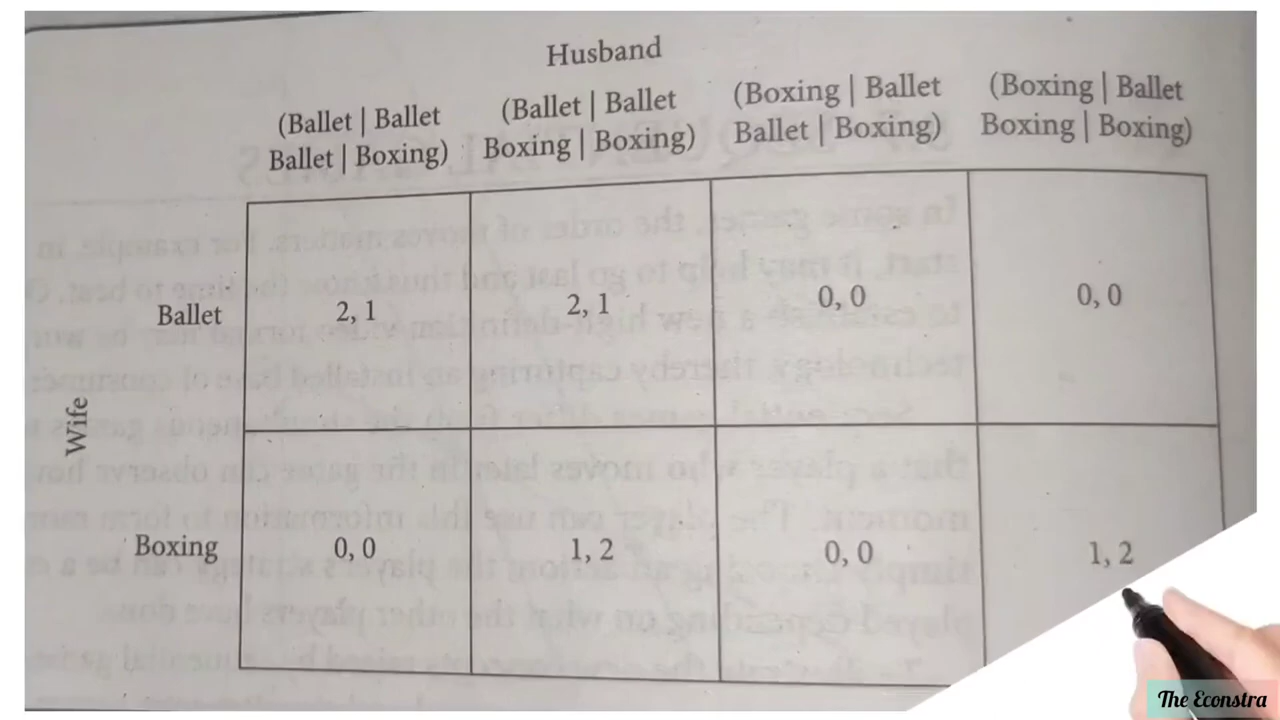 Husband
(Ballet | Ballet
Ballet | Boxing)
(Ballet | Ballet
Boxing | Boxing)
(Boxing | Ballet
Ballet | Boxing)
(Boxing | Ballet
Boxing | Boxing)
Wife
Ballet
2, 1
2, 1
0, 0
0, 0
Boxing
0, 0
1, 2
0, 0
1, 2
The Econstra